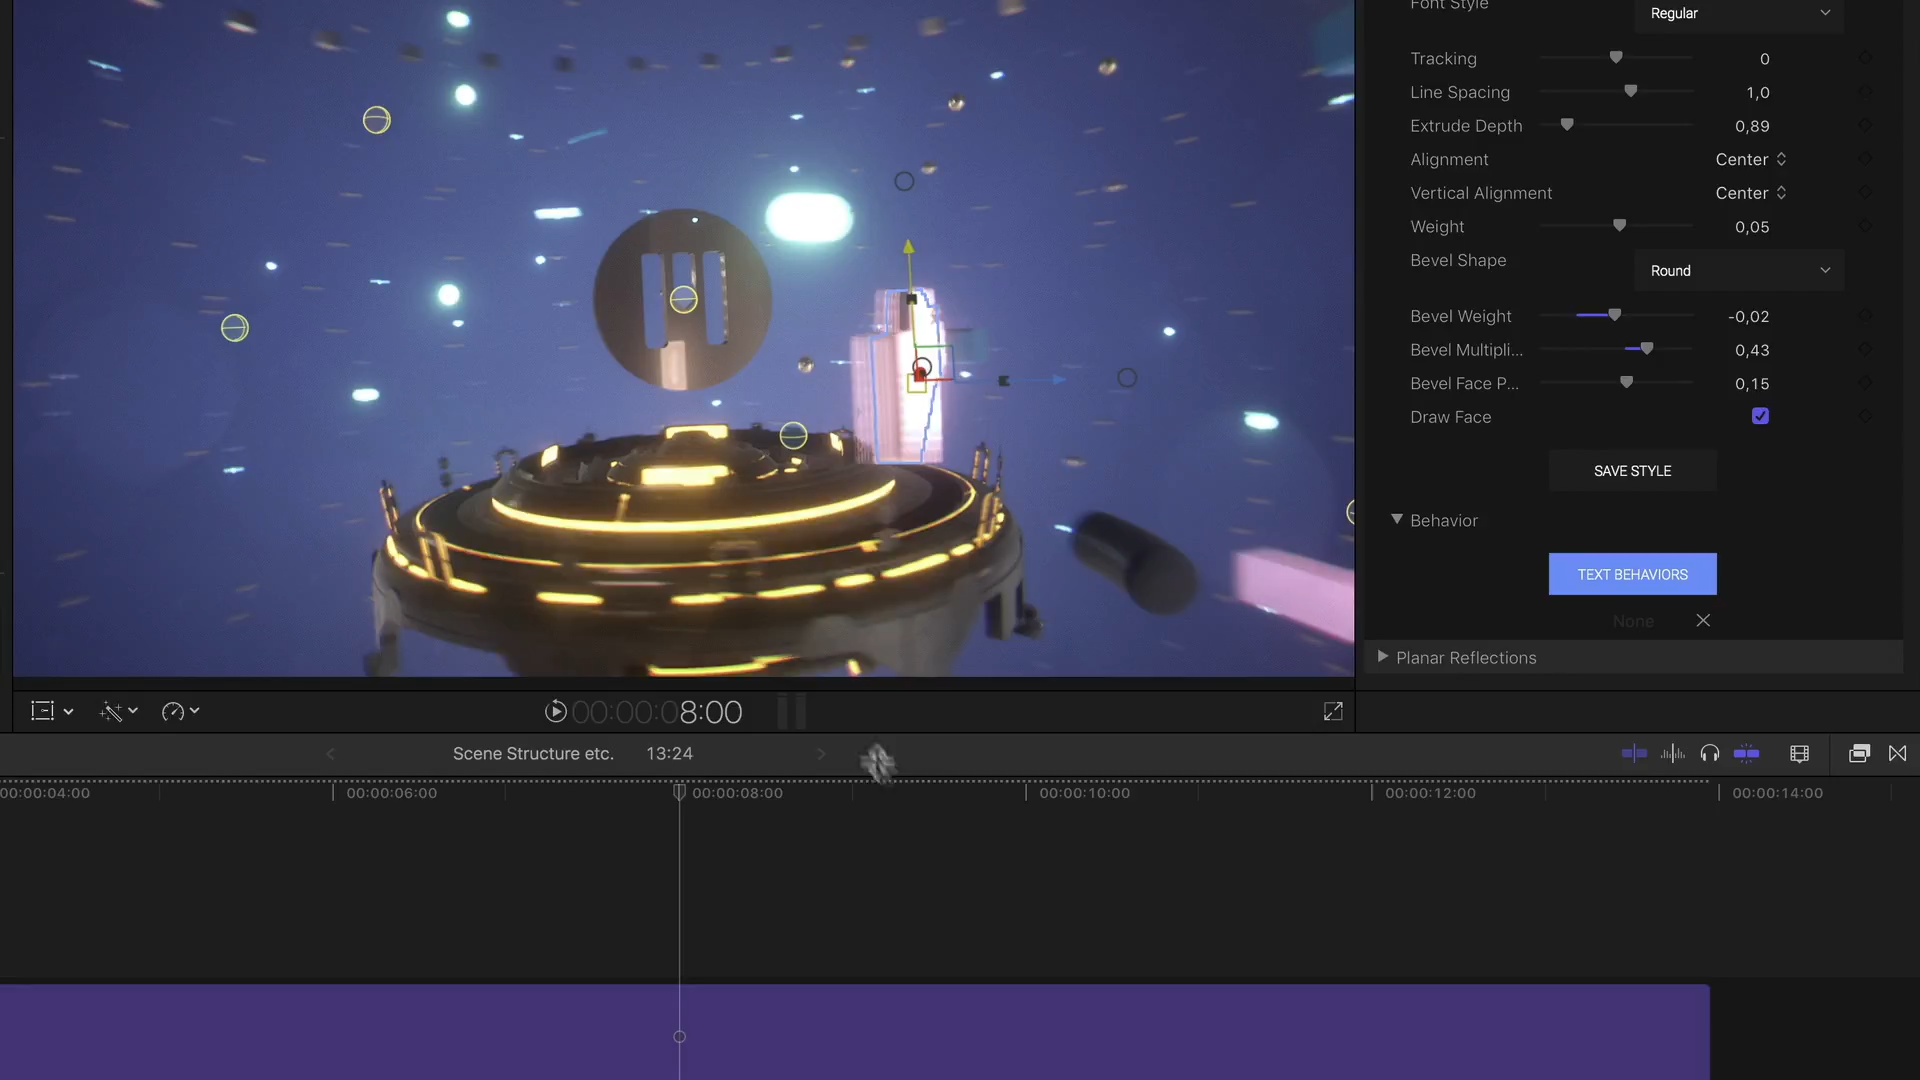 Font Style
Regular
Tracking 0
Line Spacing 1,0
Extrude Depth 0,89
Alignment Center
Vertical Alignment Center
Weight 0,05
Bevel Shape
Round
Bevel Weight -0,02
Bevel Multipli... 0,43
Bevel Face P... 0,15
Draw Face
SAVE STYLE
Behavior
TEXT BEHAVIORS
None
Planar Reflections
00:00:08:00
Scene Structure etc. 13:24
00:00:04:00 00:00:06:00 00:00:08:00 00:00:10:00 00:00:12:00 00:00:14:00